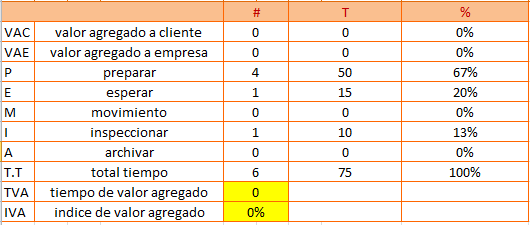 # T %
VAC valor agregado a cliente 0 0 0%
VAE valor agregado a empresa 0 0 0%
P preparar 4 50 67%
E esperar 1 15 20%
M movimiento 0 0 0%
I inspeccionar 1 10 13%
A archivar 0 0 0%
T.T total tiempo 6 75 100%
TVA tiempo de valor agregado 0
IVA indice de valor agregado 0%